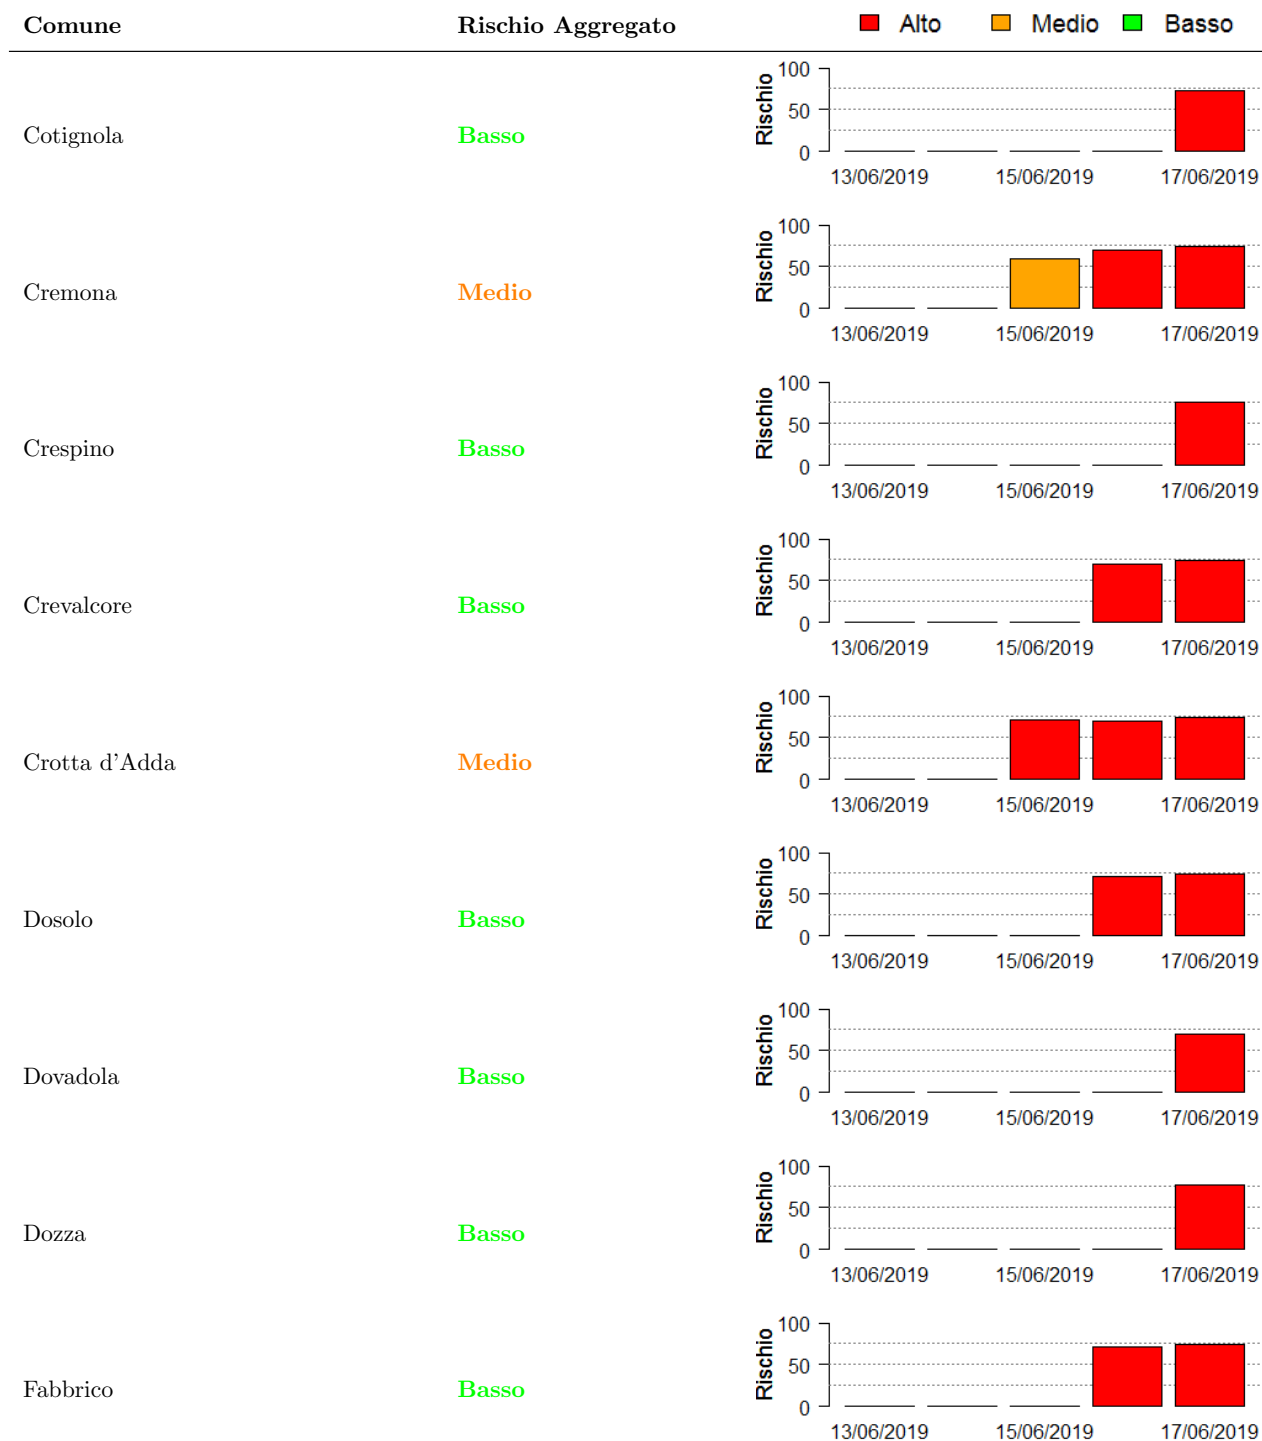 Comune Rischio Aggregato Alto Medio Basso
100
50
0
Rischio
Cotignola Basso
13/06/2019 15/06/2019 17/06/2019
100
50
0
Rischio
Cremona Medio
13/06/2019 15/06/2019 17/06/2019
100
50
0
Rischio
Crespino Basso
13/06/2019 15/06/2019 17/06/2019
100
50
0
Rischio
Crevalcore Basso
13/06/2019 15/06/2019 17/06/2019
100
50
0
Rischio
Crotta d'Adda Medio
13/06/2019 15/06/2019 17/06/2019
100
50
0
Rischio
Dosolo Basso
13/06/2019 15/06/2019 17/06/2019
100
50
0
Rischio
Dovadola Basso
13/06/2019 15/06/2019 17/06/2019
100
50
0
Rischio
Dozza Basso
13/06/2019 15/06/2019 17/06/2019
100
50
0
Rischio
Fabbrico Basso
13/06/2019 15/06/2019 17/06/2019